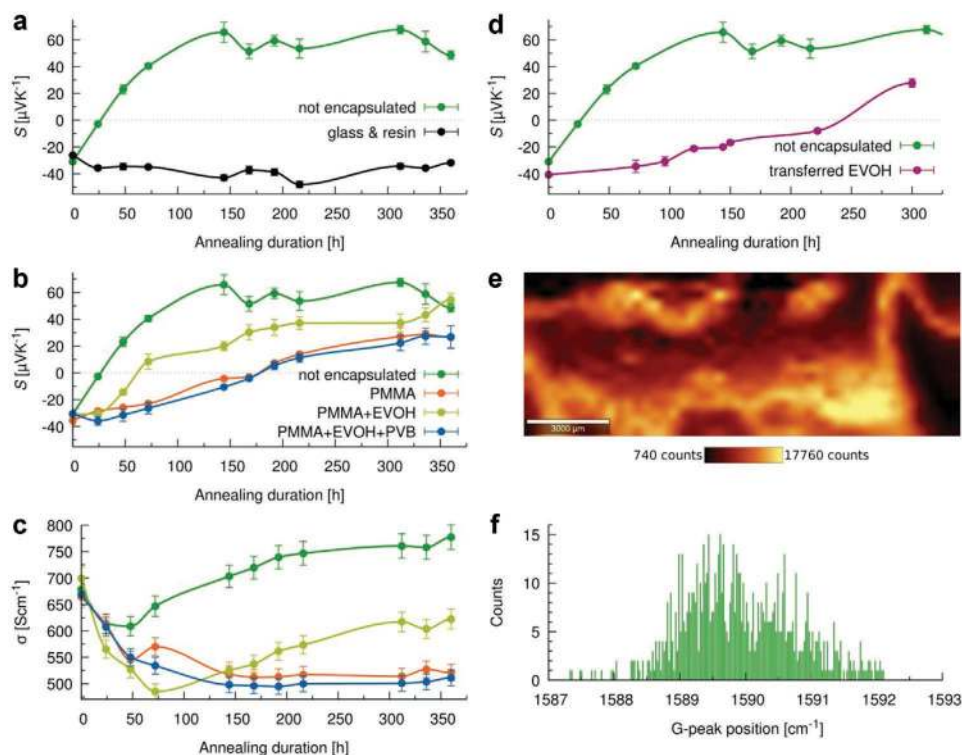 a
S [µVK⁻¹]
60
40
20
0
-20
-40
not encapsulated
glass & resin
0 50 100 150 200 250 300 350
Annealing duration [h]
b
S [µVK⁻¹]
60
40
20
0
-20
-40
not encapsulated
PMMA
PMMA+EVOH
PMMA+EVOH+PVB
0 50 100 150 200 250 300 350
Annealing duration [h]
c
σ [Scm⁻¹]
800
750
700
650
600
550
500
0 50 100 150 200 250 300 350
Annealing duration [h]
d
S [µVK⁻¹]
60
40
20
0
-20
-40
not encapsulated
transferred EVOH
0 50 100 150 200 250 300
Annealing duration [h]
e
3000 µm
740 counts 17760 counts
f
Counts
15
10
5
0
1587 1588 1589 1590 1591 1592 1593
G-peak position [cm⁻¹]